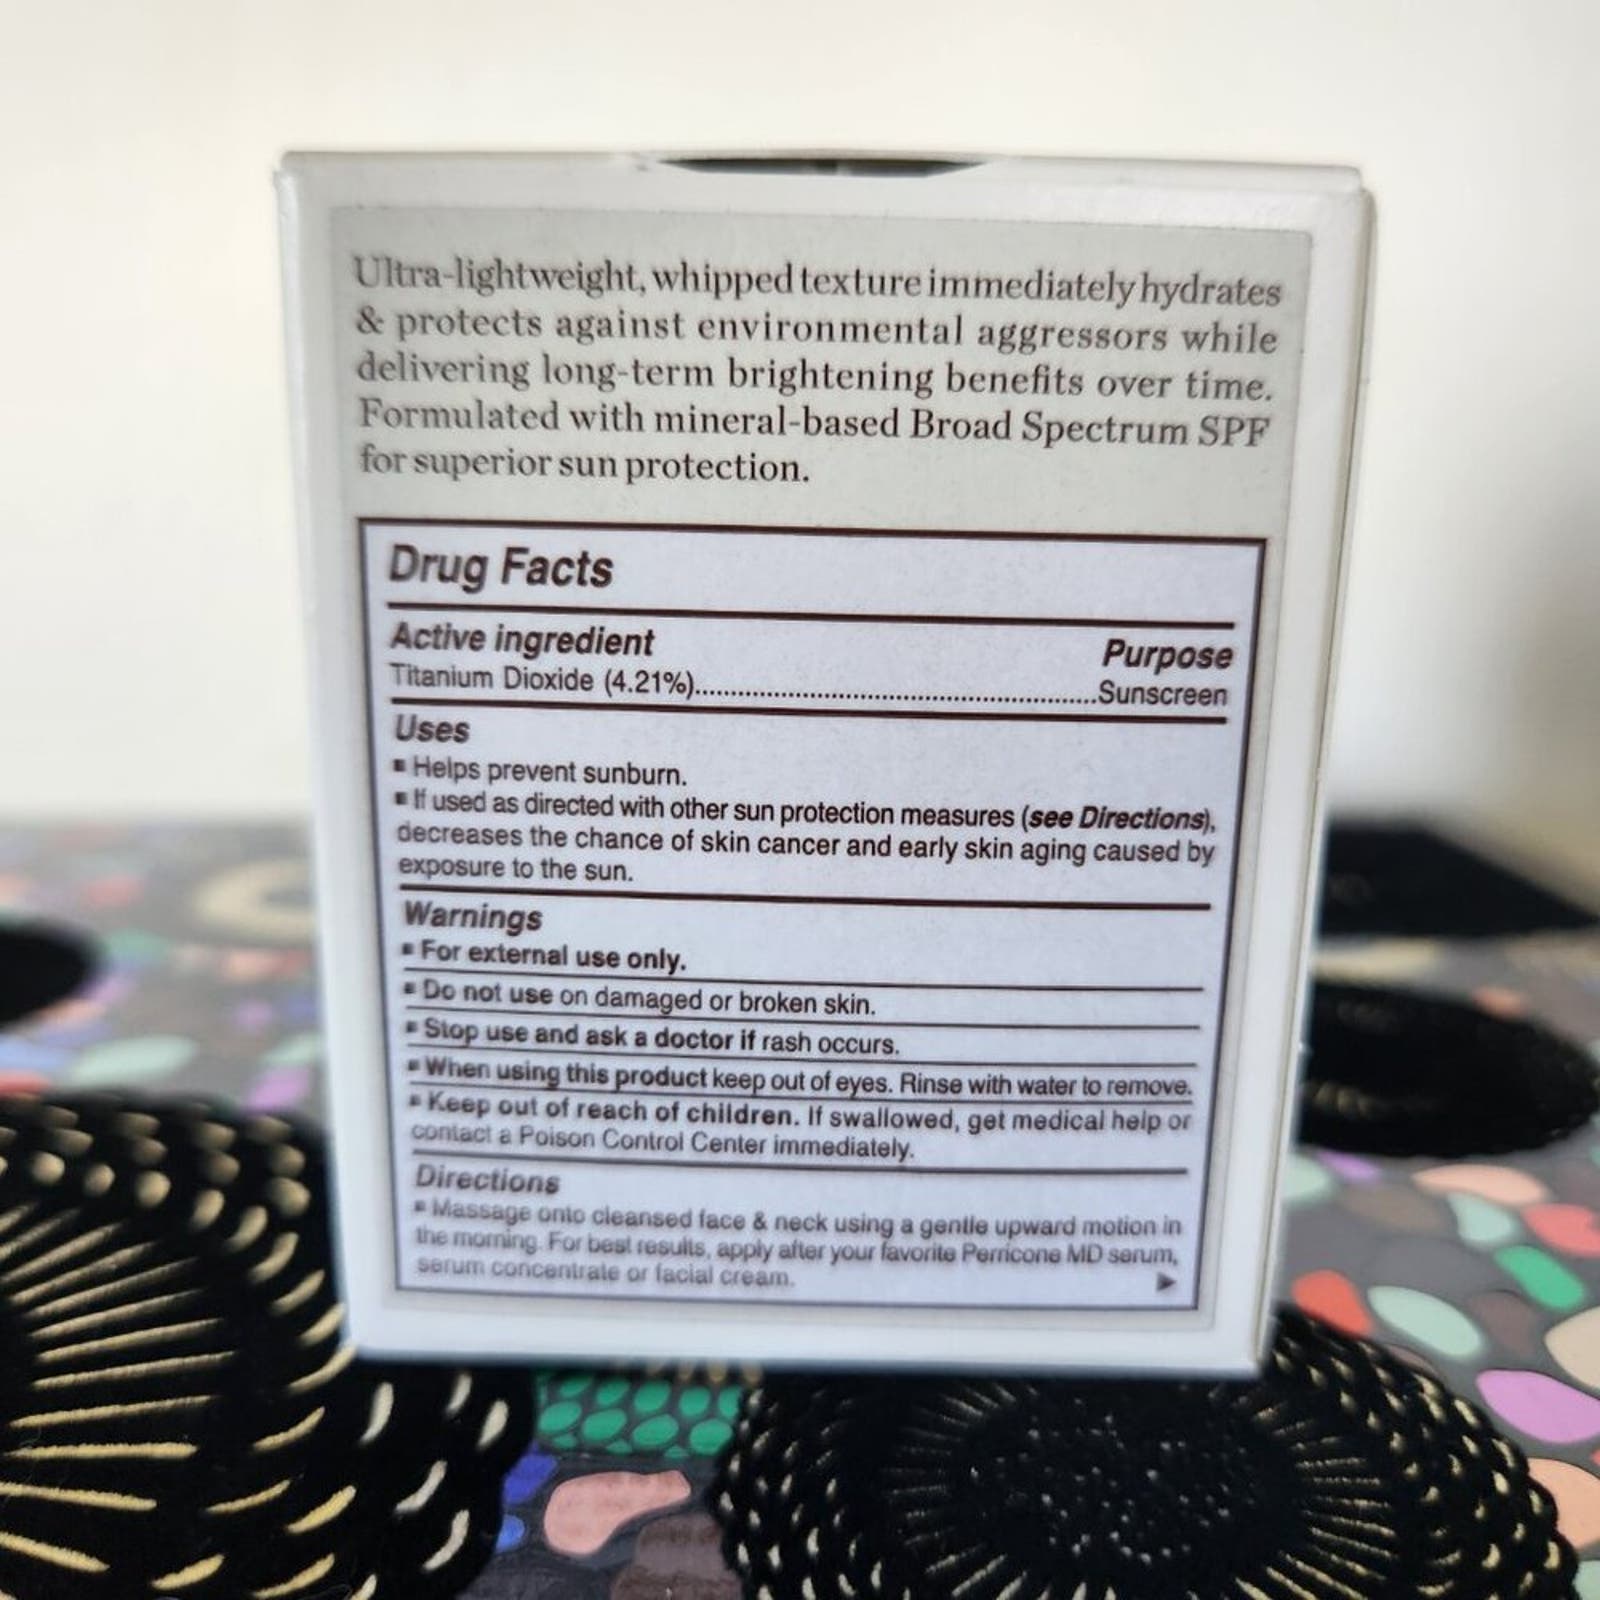 Ultra-lightweight, whipped texture immediately hydrates
& protects against environmental aggressors while
delivering long-term brightening benefits over time.
Formulated with mineral-based Broad Spectrum SPF
for superior sun protection.
Drug Facts
Active ingredient Purpose
Titanium Dioxide (4.21%)..........................................................Sunscreen
Uses
▪ Helps prevent sunburn.
▪ If used as directed with other sun protection measures (see Directions),
decreases the chance of skin cancer and early skin aging caused by
exposure to the sun.
Warnings
▪ For external use only.
▪ Do not use on damaged or broken skin.
▪ Stop use and ask a doctor if rash occurs.
▪ When using this product keep out of eyes. Rinse with water to remove.
▪ Keep out of reach of children. If swallowed, get medical help or
contact a Poison Control Center immediately.
Directions
▪ Massage onto cleansed face & neck using a gentle upward motion in
the morning. For best results, apply after your favorite Perricone MD serum,
serum concentrate or facial cream.